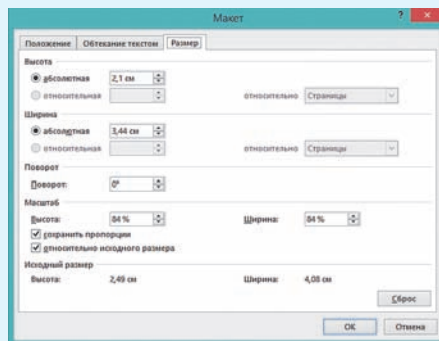 Макет
? ×
Положение Обтекание текстом Размер
Высота
абсолютная 2,1 см
относительная относительно Страницы
Ширина
абсолютная 3,44 см
относительная относительно Страницы
Поворот
Поворот: 0°
Масштаб
Высота: 84 % Ширина: 84 %
сохранить пропорции
относительно исходного размера
Исходный размер
Высота: 2,49 см Ширина: 4,08 см
Сброс
ОК Отмена